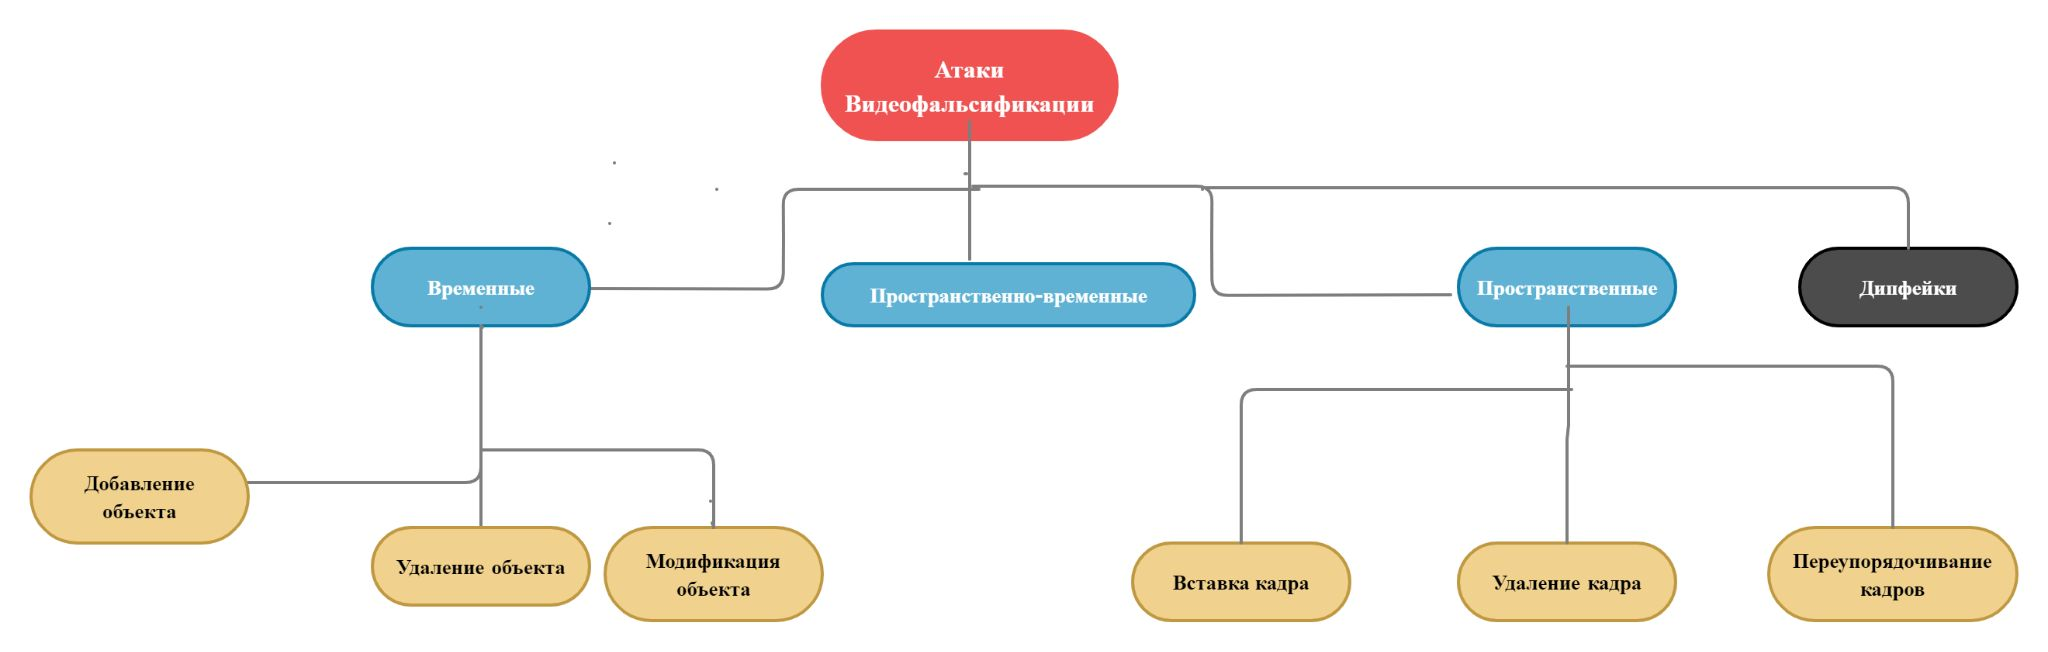 Атаки
Видеофальсификации
Временные
Пространственно-временные
Пространственные
Дипфейки
Добавление
объекта
Удаление объекта
Модификация
объекта
Вставка кадра
Удаление кадра
Переупорядочивание
кадров